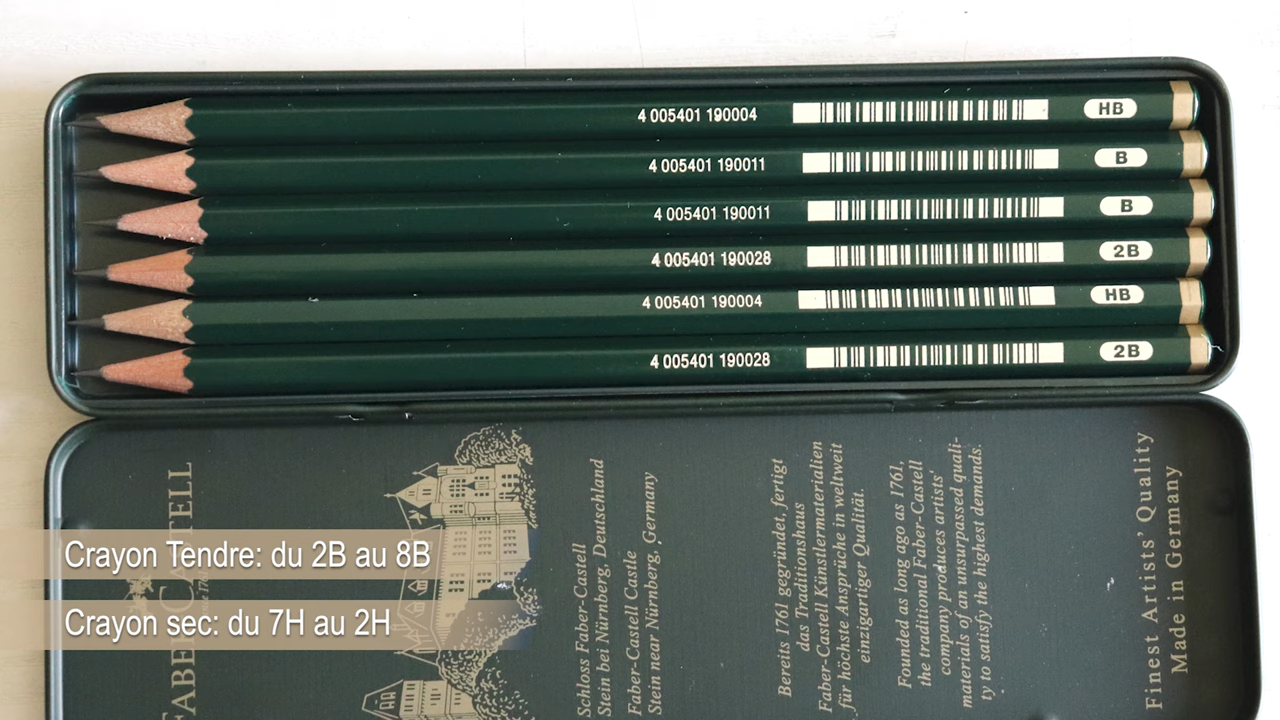 4 005401 190004 HB
4 005401 190011 B
4 005401 190011 B
4 005401 190028 2B
4 005401 190004 HB
4 005401 190028 2B
Crayon Tendre: du 2B au 8B
Crayon sec: du 7H au 2H
FABER CASTELL
Schloss Faber-Castell
Stein bei Nürnberg, Deutschland
Faber-Castell Castle
Stein near Nürnberg, Germany
Bereits 1761 gegründet, fertigt
das Traditionshaus
Faber-Castell Künstlermaterialien
für höchste Ansprüche in weltweit
einzigartiger Qualität.
Founded as long ago as 1761,
the traditional Faber-Castell
company produces artists'
materials of an unsurpassed quali-
ty to satisfy the highest demands.
Finest Artists' Quality
Made in Germany